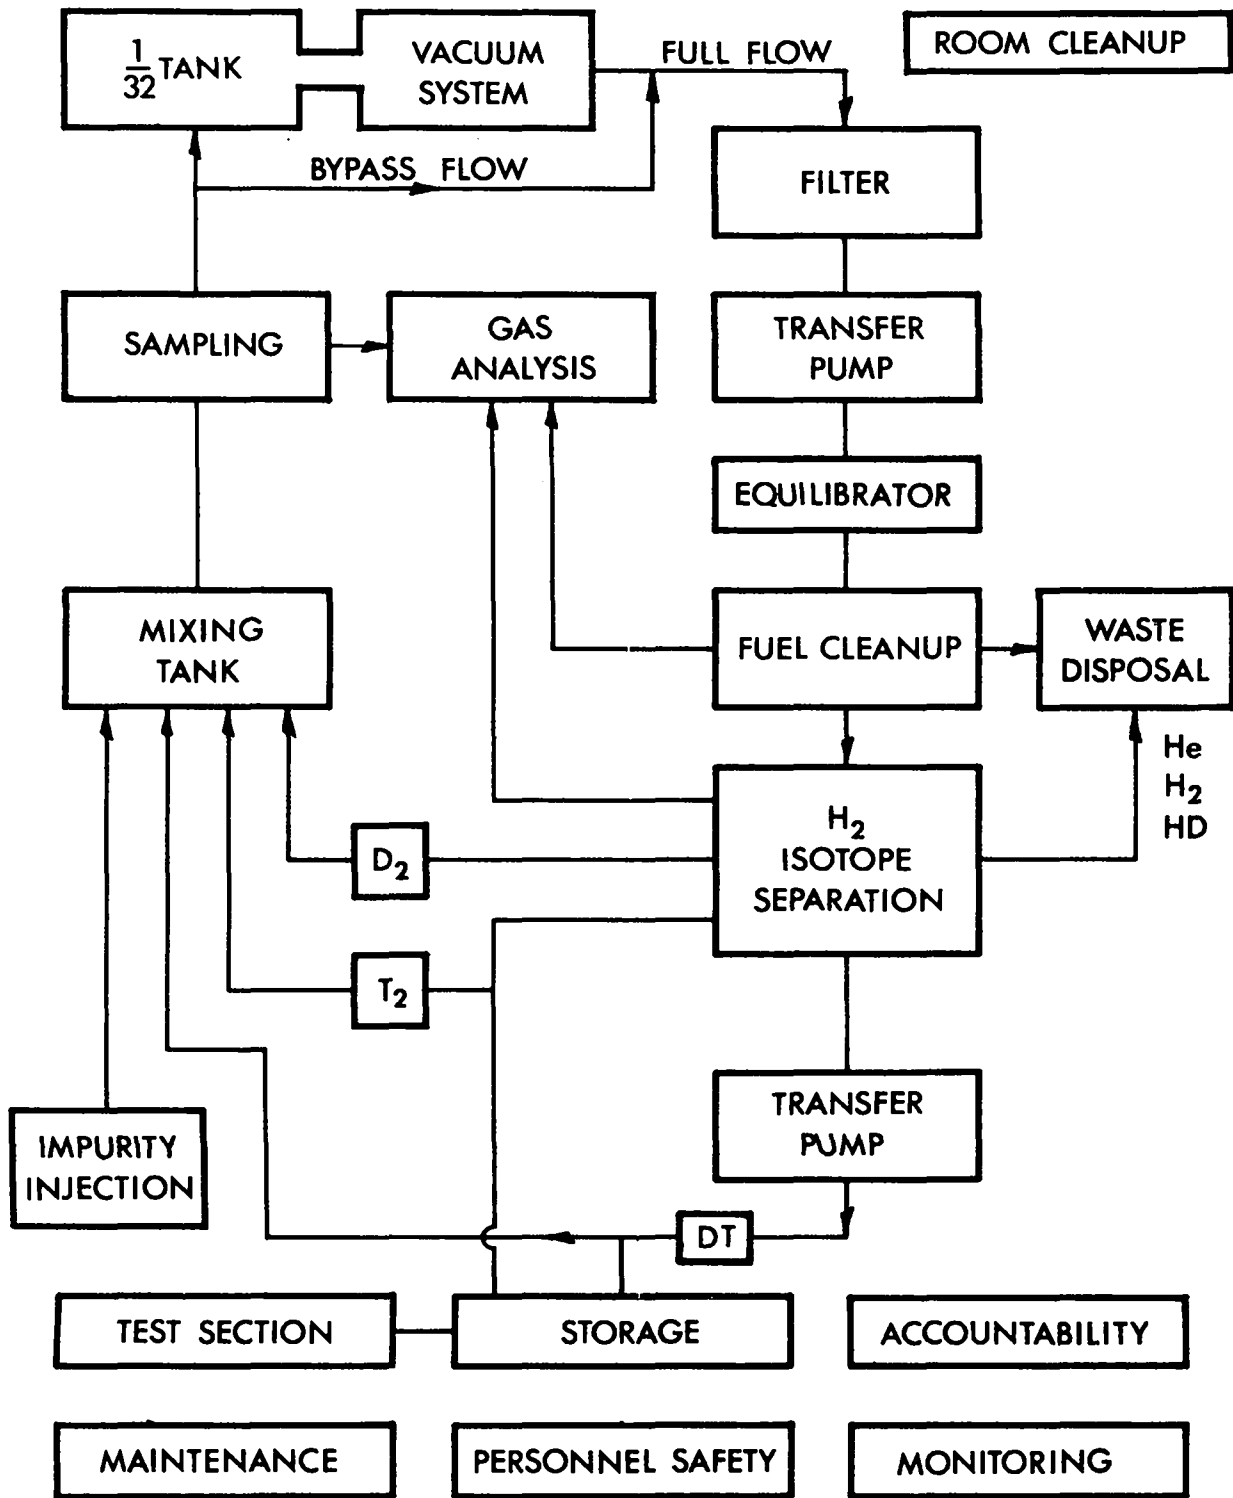 1/32 TANK
VACUUM
SYSTEM
FULL FLOW
ROOM CLEANUP
BYPASS FLOW
FILTER
SAMPLING
GAS
ANALYSIS
TRANSFER
PUMP
EQUILIBRATOR
MIXING
TANK
FUEL CLEANUP
WASTE
DISPOSAL
He
H₂
HD
H₂
ISOTOPE
SEPARATION
D₂
T₂
IMPURITY
INJECTION
TRANSFER
PUMP
DT
TEST SECTION
STORAGE
ACCOUNTABILITY
MAINTENANCE
PERSONNEL SAFETY
MONITORING